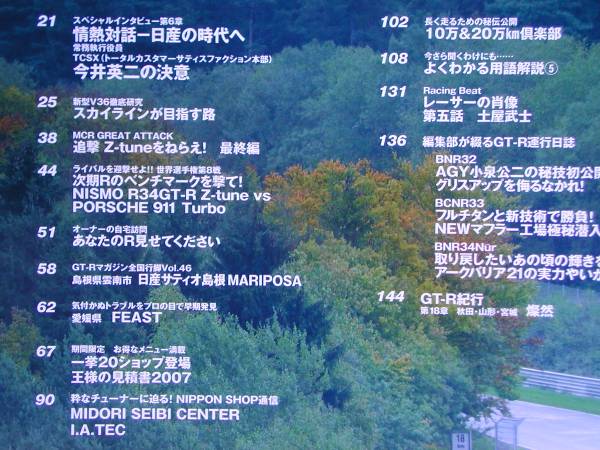 21 スペシャルインタビュー第6章
情熱対話ー日産の時代へ
常務執行役員
TCSX（トータルカスタマーサティスファクション本部）
今井英二の決意
25 新型V36徹底研究
スカイラインが目指す路
38 MCR GREAT ATTACK
追撃 Z-tuneをねらえ! 最終編
44 ライバルを迎撃せよ!! 世界選手権第8戦
次期Rのベンチマークを撃て!
NISMO R34GT-R Z-tune vs
PORSCHE 911 Turbo
51 オーナーの自宅訪問
あなたのR見せてください
58 GT-Rマガジン全国行脚Vol.46
島根県雲南市 日産サティオ島根 MARIPOSA
62 気付かぬトラブルをプロの目で早期発見
愛媛県 FEAST
67 期間限定 お得なメニュー満載
一挙20ショップ登場
王様の見積書2007
90 粋なチューナーに迫る! NIPPON SHOP通信
MIDORI SEIBI CENTER
I.A.TEC
102 長く走るための秘伝公開
10万&20万km倶楽部
108 今さら聞くわけにも……
よくわかる用語解説⑤
131 Racing Beat
レーサーの肖像
第五話 土屋武士
136 編集部が綴るGT-R運行日誌
BNR32
AGY小泉公二の秘技初公開
グリスアップを侮るなかれ!
BCNR33
フルチタンと新技術で勝負!
NEWマフラー工場極秘潜入
BNR34Nür
取り戻したいあの頃の輝きを
アークバリア21の実力やいか
144 GT-R紀行
第18章 秋田・山形・宮城 燦然
18